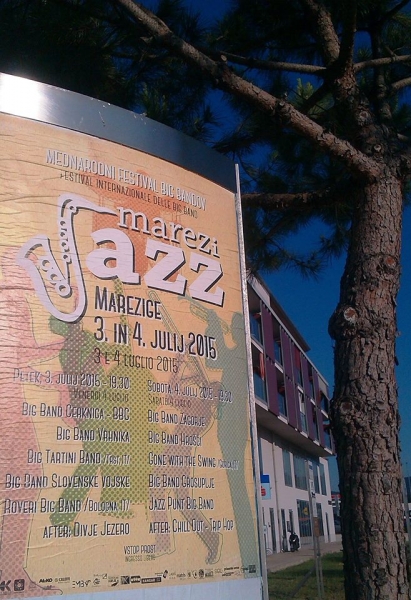 MEDNARODNI FESTIVAL BIG BANDOV
FESTIVAL INTERNAZIONALE DELLE BIG BAND
marezi
Jazz
MAREZIGE
3. IN 4. JULIJ 2015
3 E 4 LUGLIO 2015
PETEK, 3. JULIJ 2015 - 19.30
SOBOTA, 4. JULIJ 2015 -
BIG BAND CERKNICA - BBC
BIG BAND ZAGORJE
BIG BAND VRHNIKA
BIG BAND HROŠČI
BIG TARTINI BAND
GONE WITH THE SWING
BIG BAND SLOVENSKE VOJSKE
BIG BAND GROSUPLJE
ROVERI BIG BAND / BOLOGNA, IT/
JAZZ PUNT BIG BAND
AFTER: DIVJE JEZERO
AFTER: CHILL OUT - TRIP HOP
VSTOP PROST